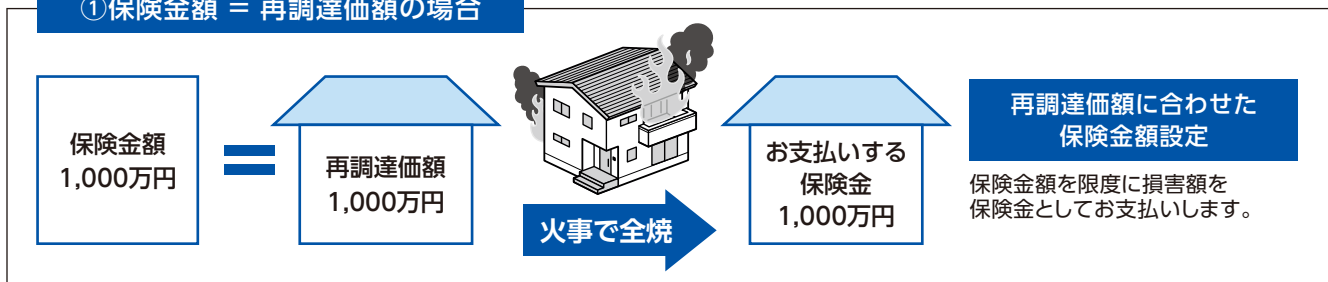 ①保険金額 ＝ 再調達価額の場合
保険金額
1,000万円
再調達価額
1,000万円
火事で全焼
お支払いする
保険金
1,000万円
再調達価額に合わせた
保険金額設定
保険金額を限度に損害額を
保険金としてお支払いします。